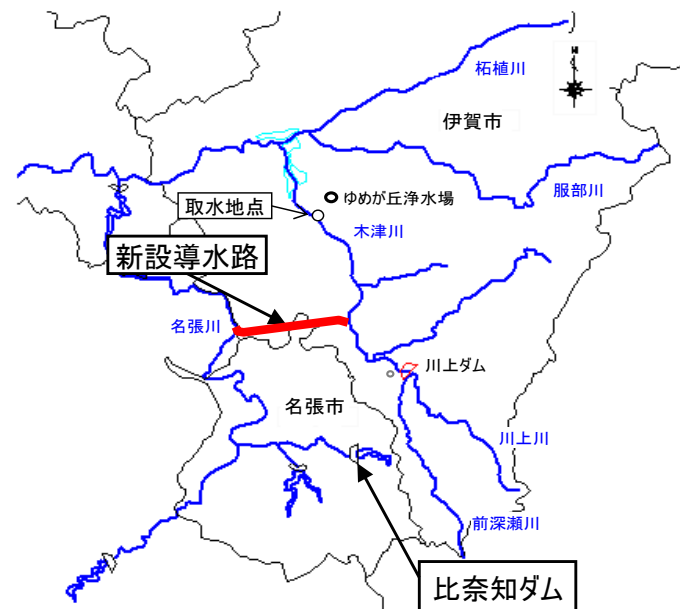 柘植川
伊賀市
服部川
ゆめが丘浄水場
取水地点
木津川
新設導水路
名張川
川上ダム
名張市
川上川
前深瀬川
比奈知ダム